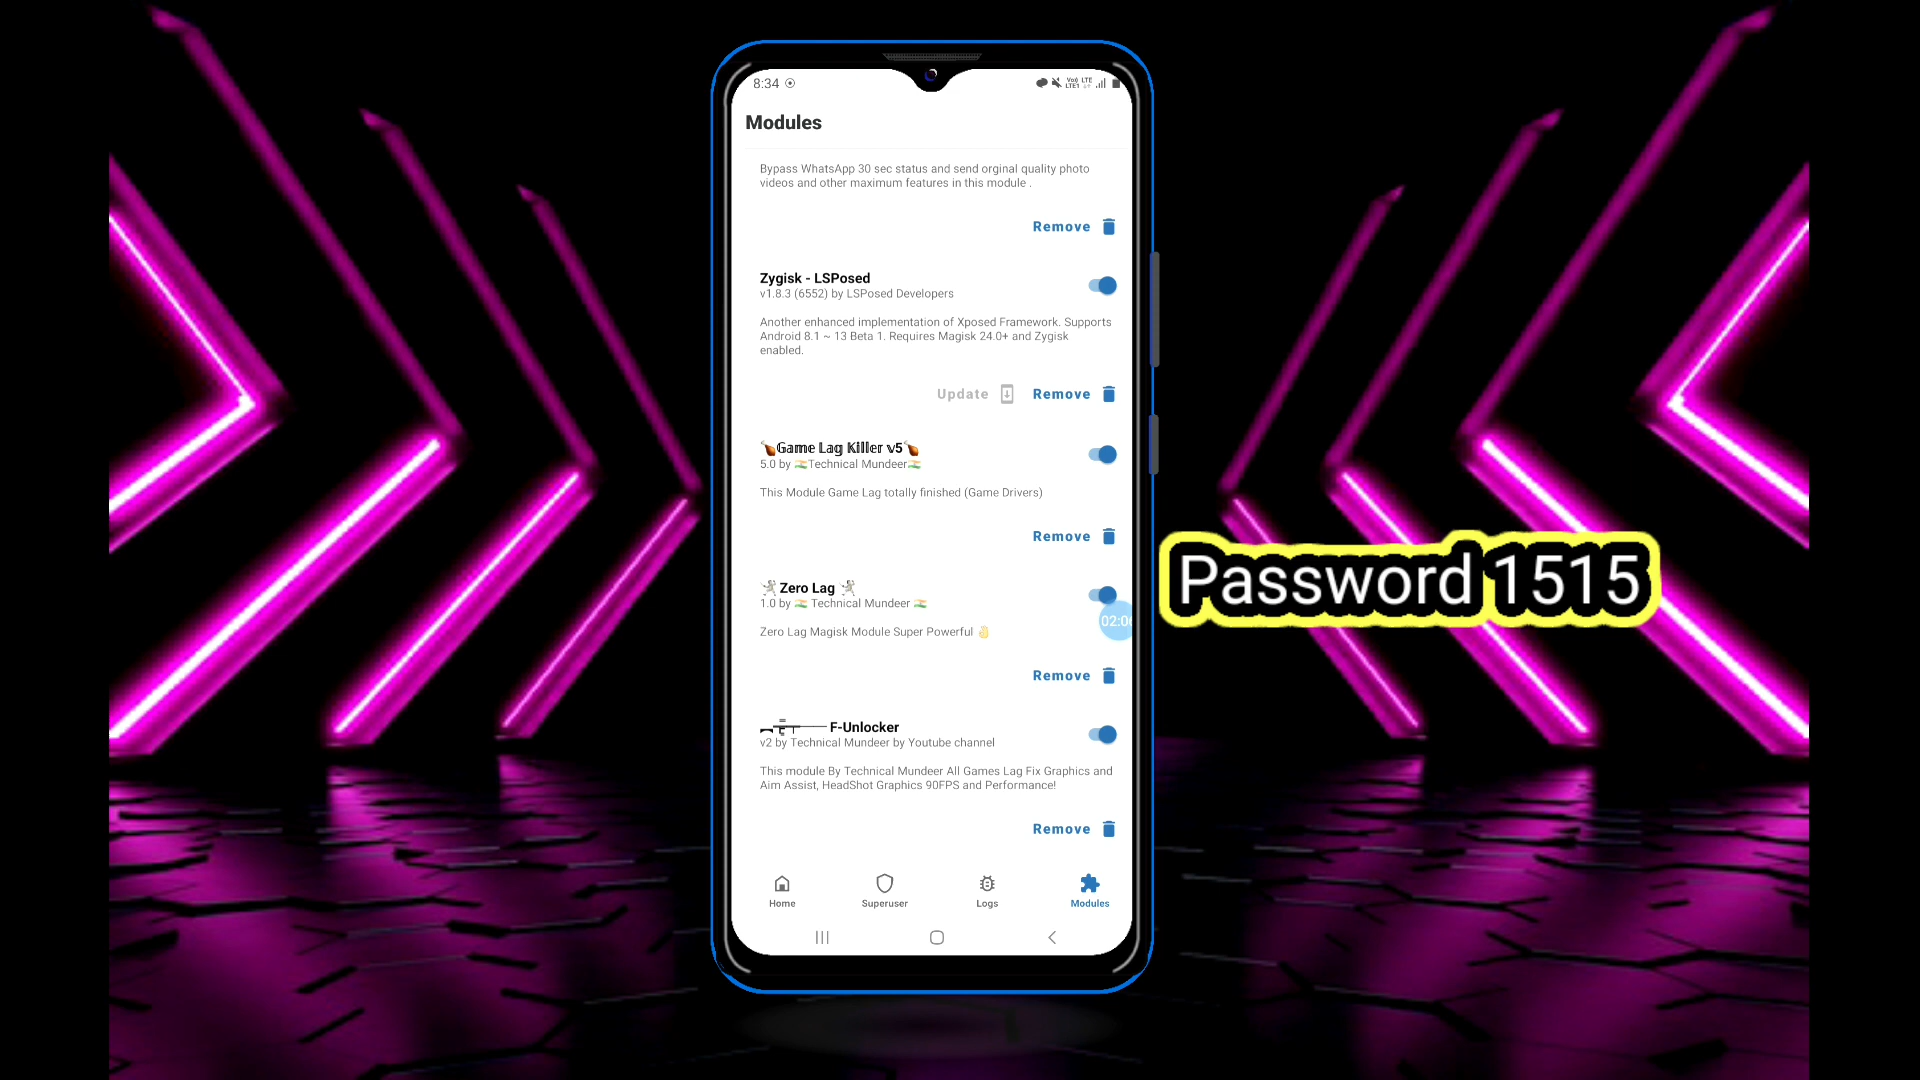 8:34
Vo)) LTE
LTE1
Modules
Bypass WhatsApp 30 sec status and send orginal quality photo
videos and other maximum features in this module .
Remove
Zygisk - LSPosed
v1.8.3 (6552) by LSPosed Developers
Another enhanced implementation of Xposed Framework. Supports
Android 8.1 ~ 13 Beta 1. Requires Magisk 24.0+ and Zygisk
enabled.
Update Remove
🍗𝔾𝕒𝕞𝕖 𝕃𝕒𝕘 𝕂𝕚𝕝𝕝𝕖𝕣 𝕧5🍗
5.0 by 🇮🇳Technical Mundeer🇮🇳
This Module Game Lag totally finished (Game Drivers)
Remove
🤺Zero Lag 🤺
1.0 by 🇮🇳 Technical Mundeer 🇮🇳
02:06
Zero Lag Magisk Module Super Powerful
Password 1515
Remove
F-Unlocker
v2 by Technical Mundeer by Youtube channel
This module By Technical Mundeer All Games Lag Fix Graphics and
Aim Assist, HeadShot Graphics 90FPS and Performance!
Remove
Home Superuser Logs Modules